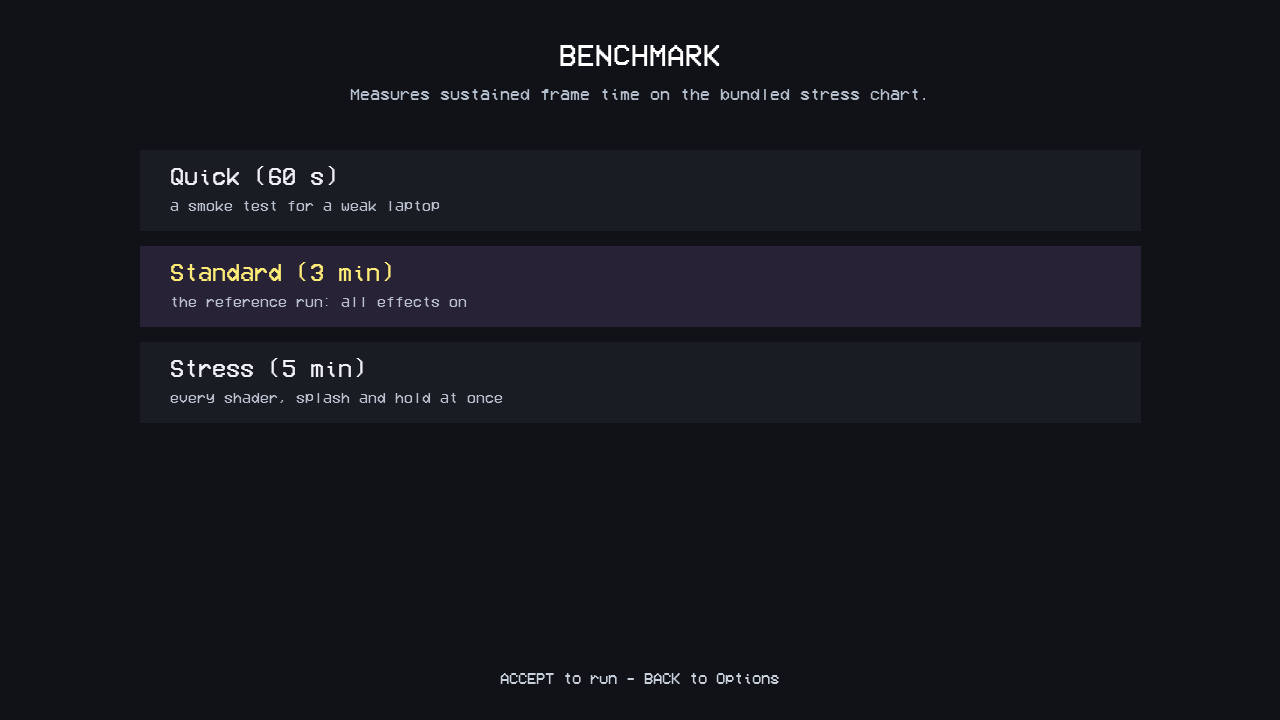 BENCHMARK
Measures sustained frame time on the bundled stress chart.
Quick (60 s)
a smoke test for a weak laptop
Standard (3 min)
the reference run: all effects on
Stress (5 min)
every shader, splash and hold at once
ACCEPT to run - BACK to Options